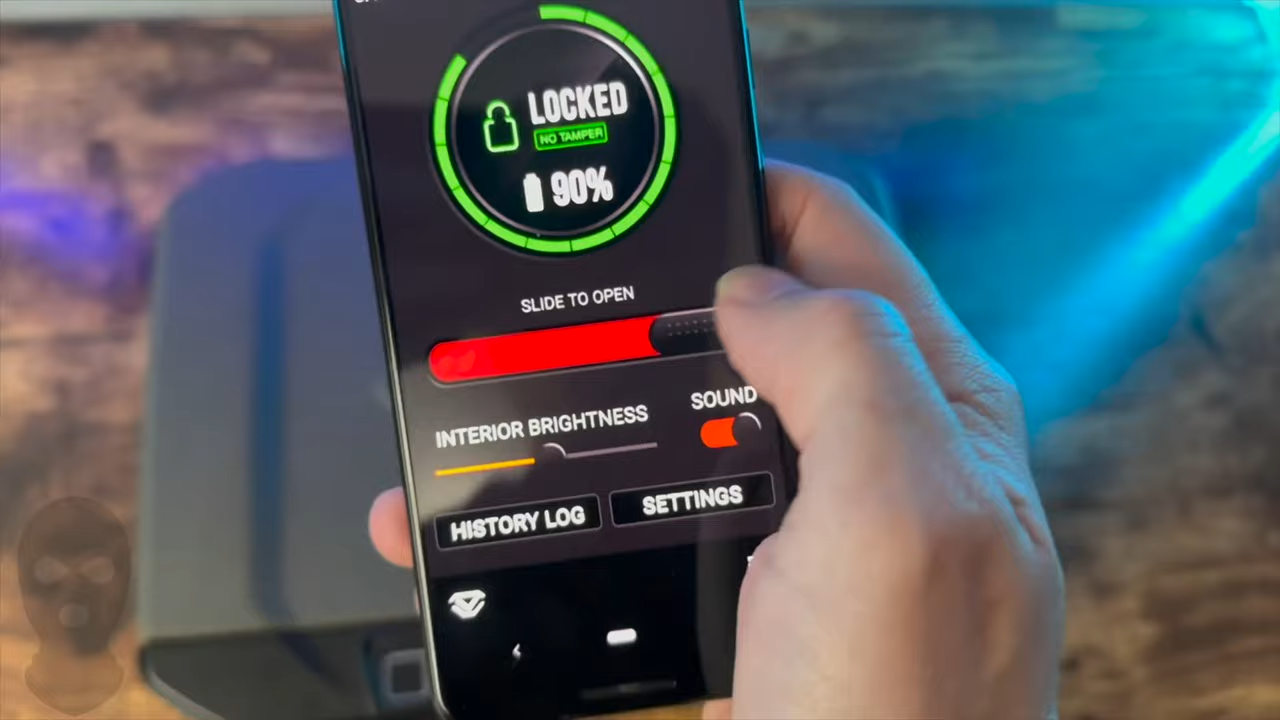 LOCKED
NO TAMPER
90%
SLIDE TO OPEN
INTERIOR BRIGHTNESS
SOUND
HISTORY LOG
SETTINGS